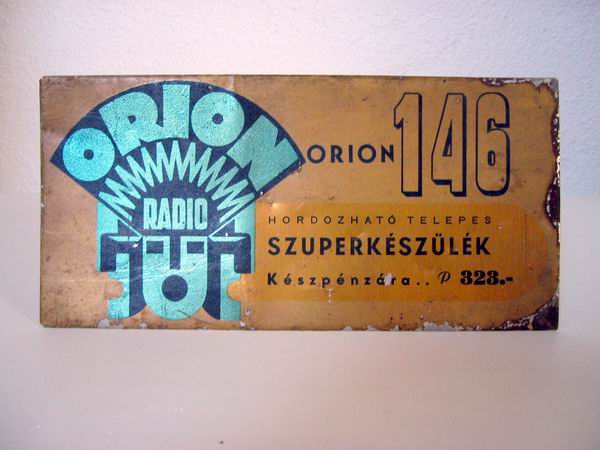 ORION
RADIO
ORION 146
HORDOZHATÓ TELEPES
SZUPERKÉSZÜLÉK
Készpénzára.. P 323.-